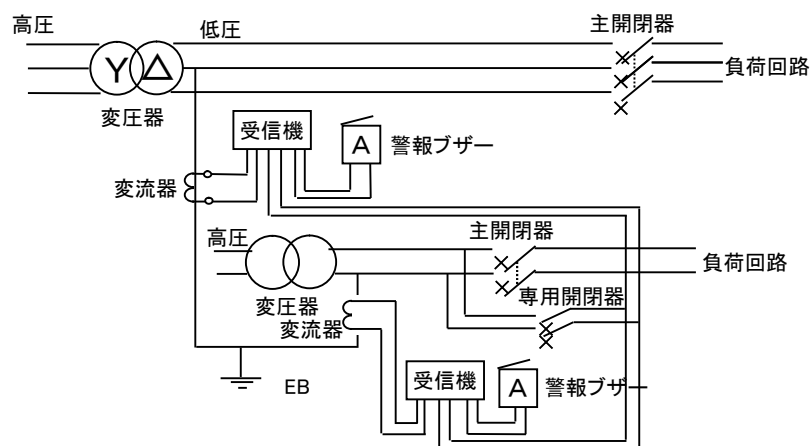 高圧
低圧
主開閉器
Y △
負荷回路
変圧器
受信機
A
警報ブザー
変流器
高圧
主開閉器
負荷回路
変圧器
専用開閉器
変流器
EB
受信機
A
警報ブザー